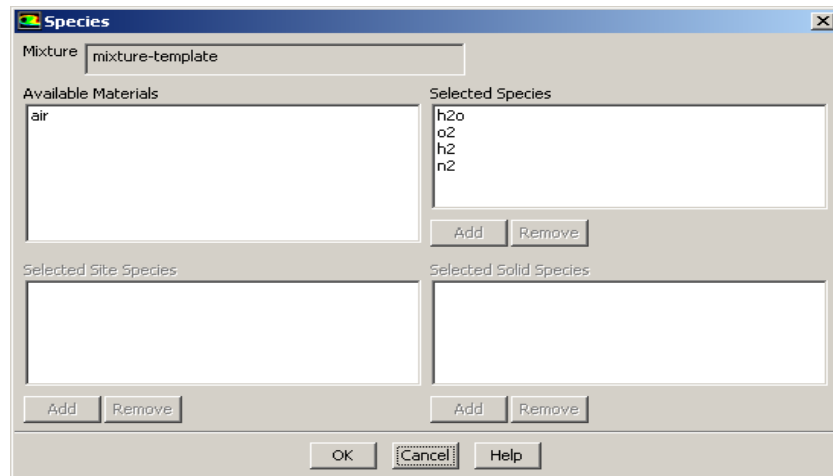 Species
Mixture mixture-template
Available Materials
air
Selected Species
h2o
o2
h2
n2
Add Remove
Selected Site Species
Selected Solid Species
Add Remove
Add Remove
OK Cancel Help